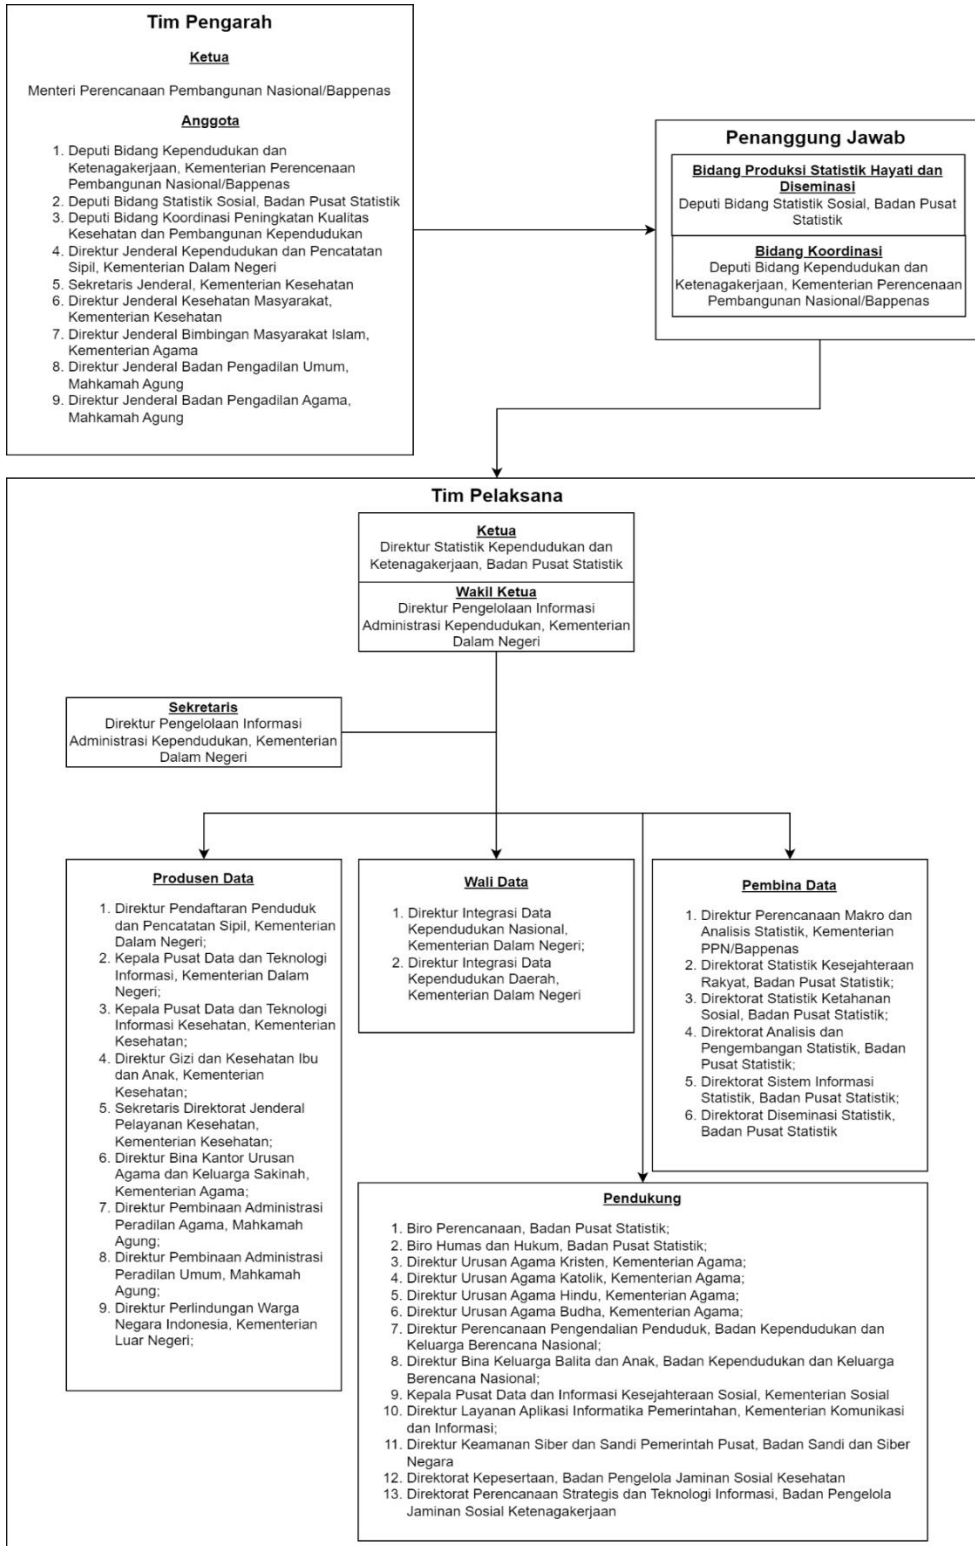 Tim Pengarah
Ketua
Menteri Perencanaan Pembangunan Nasional/Bappenas
Anggota
1. Deputi Bidang Kependudukan dan
Ketenagakerjaan, Kementerian Perencenaan
Pembangunan Nasional/Bappenas
2. Deputi Bidang Statistik Sosial, Badan Pusat Statistik
3. Deputi Bidang Koordinasi Peningkatan Kualitas
Kesehatan dan Pembangunan Kependudukan
4. Direktur Jenderal Kependudukan dan Pencatatan
Sipil, Kementerian Dalam Negeri
5. Sekretaris Jenderal, Kementerian Kesehatan
6. Direktur Jenderal Kesehatan Masyarakat,
Kementerian Kesehatan
7. Direktur Jenderal Bimbingan Masyarakat Islam,
Kementerian Agama
8. Direktur Jenderal Badan Pengadilan Umum,
Mahkamah Agung
9. Direktur Jenderal Badan Pengadilan Agama,
Mahkamah Agung
Penanggung Jawab
Bidang Produksi Statistik Hayati dan
Diseminasi
Deputi Bidang Statistik Sosial, Badan Pusat
Statistik
Bidang Koordinasi
Deputi Bidang Kependudukan dan
Ketenagakerjaan, Kementerian Perencenaan
Pembangunan Nasional/Bappenas
Tim Pelaksana
Ketua
Direktur Statistik Kependudukan dan
Ketenagakerjaan, Badan Pusat Statistik
Wakil Ketua
Direktur Pengelolaan Informasi
Administrasi Kependudukan, Kementerian
Dalam Negeri
Sekretaris
Direktur Pengelolaan Informasi
Administrasi Kependudukan, Kementerian
Dalam Negeri
Produsen Data
1. Direktur Pendaftaran Penduduk
dan Pencatatan Sipil, Kementerian
Dalam Negeri;
2. Kepala Pusat Data dan Teknologi
Informasi, Kementerian Dalam
Negeri;
3. Kepala Pusat Data dan Teknologi
Informasi Kesehatan, Kementerian
Kesehatan;
4. Direktur Gizi dan Kesehatan Ibu
dan Anak, Kementerian
Kesehatan;
5. Sekretaris Direktorat Jenderal
Pelayanan Kesehatan,
Kementerian Kesehatan;
6. Direktur Bina Kantor Urusan
Agama dan Keluarga Sakinah,
Kementerian Agama;
7. Direktur Pembinaan Administrasi
Peradilan Agama, Mahkamah
Agung;
8. Direktur Pembinaan Administrasi
Peradilan Umum, Mahkamah
Agung;
9. Direktur Perlindungan Warga
Negara Indonesia, Kementerian
Luar Negeri;
Wali Data
1. Direktur Integrasi Data
Kependudukan Nasional,
Kementerian Dalam Negeri;
2. Direktur Integrasi Data
Kependudukan Daerah,
Kementerian Dalam Negeri
Pembina Data
1. Direktur Perencanaan Makro dan
Analisis Statistik, Kementerian
PPN/Bappenas
2. Direktorat Statistik Kesejahteraan
Rakyat, Badan Pusat Statistik;
3. Direktorat Statistik Ketahanan
Sosial, Badan Pusat Statistik;
4. Direktorat Analisis dan
Pengembangan Statistik, Badan
Pusat Statistik;
5. Direktorat Sistem Informasi
Statistik, Badan Pusat Statistik;
6. Direktorat Diseminasi Statistik,
Badan Pusat Statistik
Pendukung
1. Biro Perencanaan, Badan Pusat Statistik;
2. Biro Humas dan Hukum, Badan Pusat Statistik;
3. Direktur Urusan Agama Kristen, Kementerian Agama;
4. Direktur Urusan Agama Katolik, Kementerian Agama;
5. Direktur Urusan Agama Hindu, Kementerian Agama;
6. Direktur Urusan Agama Budha, Kementerian Agama;
7. Direktur Perencanaan Pengendalian Penduduk, Badan Kependudukan dan
Keluarga Berencana Nasional;
8. Direktur Bina Keluarga Balita dan Anak, Badan Kependudukan dan Keluarga
Berencana Nasional;
9. Kepala Pusat Data dan Informasi Kesejahteraan Sosial, Kementerian Sosial
10. Direktur Layanan Aplikasi Informatika Pemerintahan, Kementerian Komunikasi
dan Informasi;
11. Direktur Keamanan Siber dan Sandi Pemerintah Pusat, Badan Sandi dan Siber
Negara
12. Direktorat Kepesertaan, Badan Pengelola Jaminan Sosial Kesehatan
13. Direktorat Perencanaan Strategis dan Teknologi Informasi, Badan Pengelola
Jaminan Sosial Ketenagakerjaan